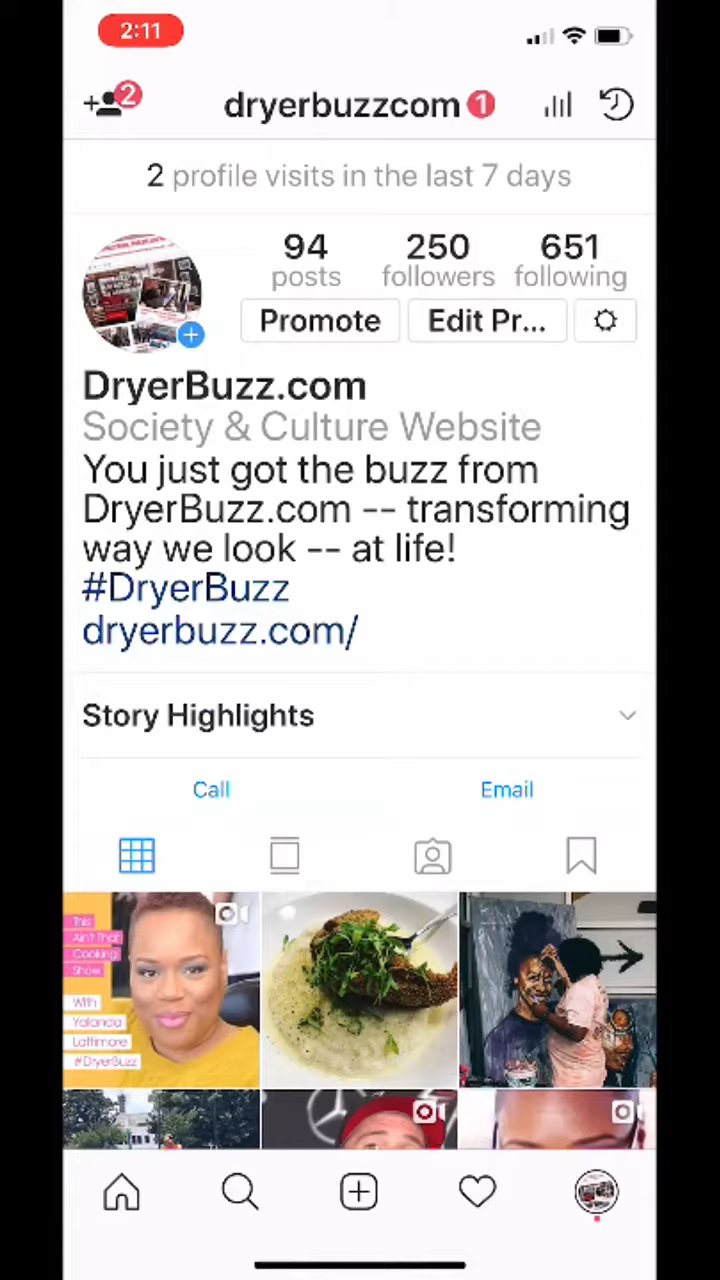 2:11
2
dryerbuzzcom 1
2 profile visits in the last 7 days
94 250 651
posts followers following
Promote Edit Pr...
DryerBuzz.com
Society & Culture Website
You just got the buzz from
DryerBuzz.com -- transforming
way we look -- at life!
#DryerBuzz
dryerbuzz.com/
Story Highlights
Call Email
This
Ain't That
Cooking
Show
With
Yalanda
Lattimore
#DryerBuzz